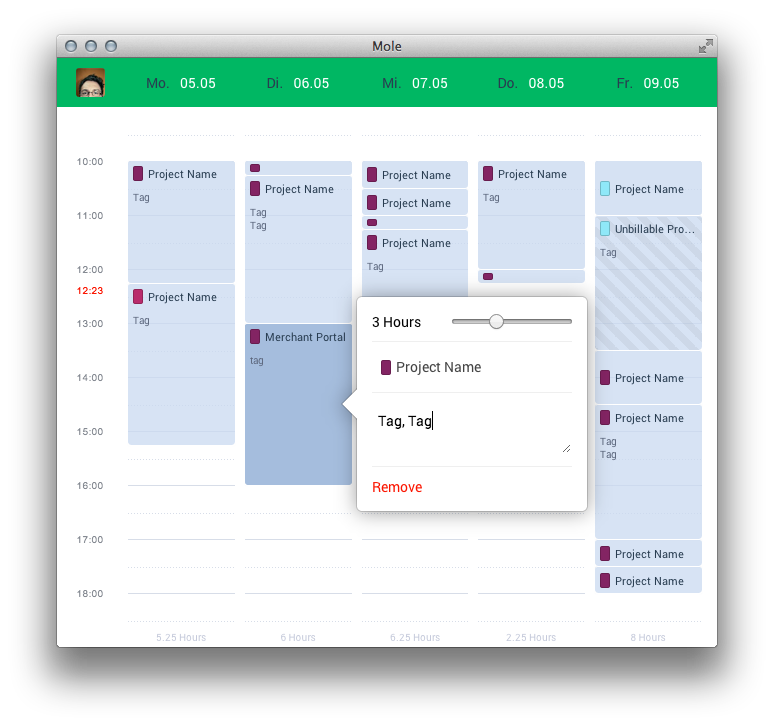 Mole
Mo. 05.05
Di. 06.05
Mi. 07.05
Do. 08.05
Fr. 09.05
10:00
11:00
12:00
12:23
13:00
14:00
15:00
16:00
17:00
18:00
Project Name
Tag
Project Name
Tag
5.25 Hours
Project Name
Tag
Tag
Merchant Portal
tag
6 Hours
Project Name
Project Name
Project Name
Tag
6.25 Hours
Project Name
Tag
2.25 Hours
Project Name
Unbillable Pro...
Tag
Project Name
Project Name
Tag
Tag
Project Name
Project Name
8 Hours
3 Hours
Project Name
Tag, Tag
Remove